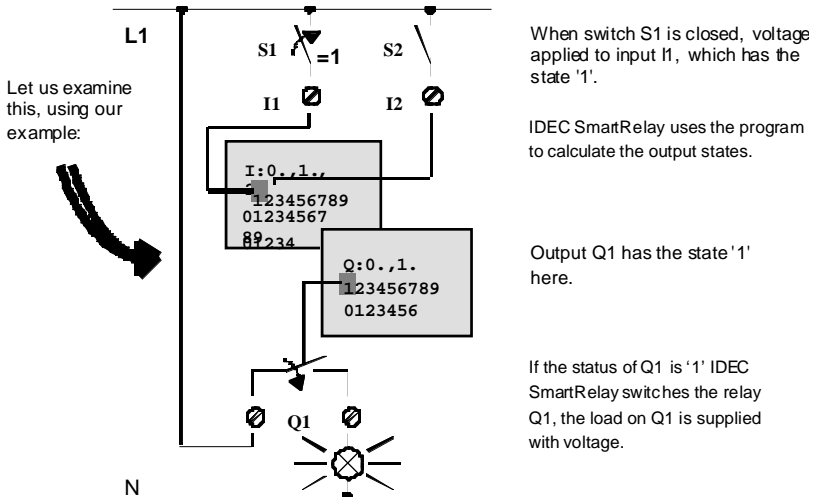 L1
S1
=1
S2
I1
I2
Let us examine
this, using our
example:
I:0.,1.,
123456789
01234567
89
01234
Q:0.,1.
123456789
0123456
Q1
N
When switch S1 is closed, voltage
applied to input I1, which has the
state '1'.
IDEC SmartRelay uses the program
to calculate the output states.
Output Q1 has the state '1'
here.
If the status of Q1 is ‘1’ IDEC
SmartRelay switches the relay
Q1, the load on Q1 is supplied
with voltage.